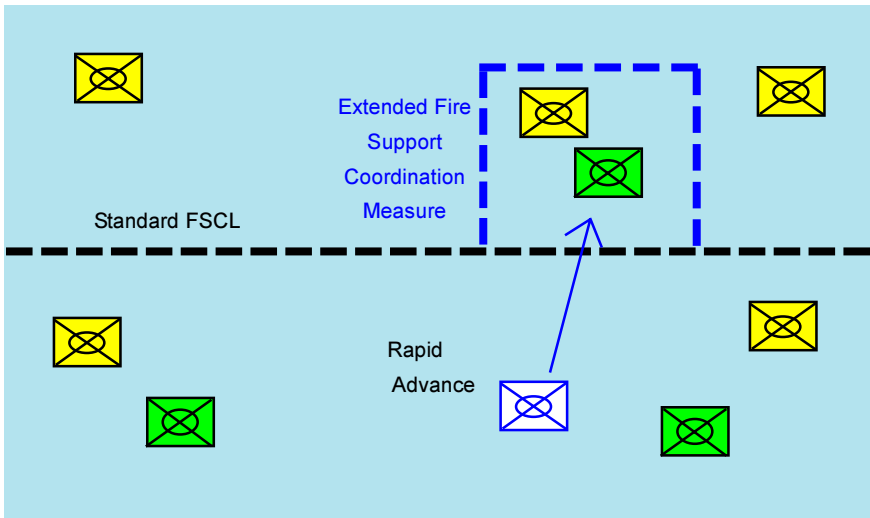 Extended Fire
Support
Coordination
Measure
Standard FSCL
Rapid
Advance